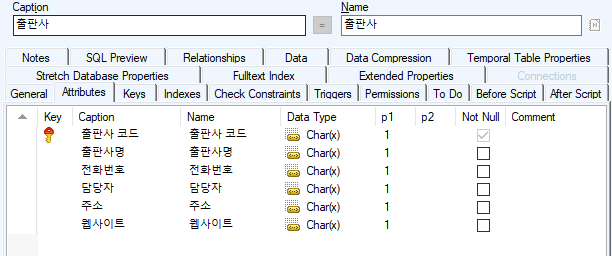 Caption Name
출판사 = 출판사
Notes SQL Preview Relationships Data Data Compression Temporal Table Properties
Stretch Database Properties Fulltext Index Extended Properties Connections
General Attributes Keys Indexes Check Constraints Triggers Permissions To Do Before Script After Script
Key Caption Name Data Type p1 p2 Not Null Comment
출판사 코드 출판사 코드 Char(x) 1
출판사명 출판사명 Char(x) 1
전화번호 전화번호 Char(x) 1
담당자 담당자 Char(x) 1
주소 주소 Char(x) 1
웹사이트 웹사이트 Char(x) 1